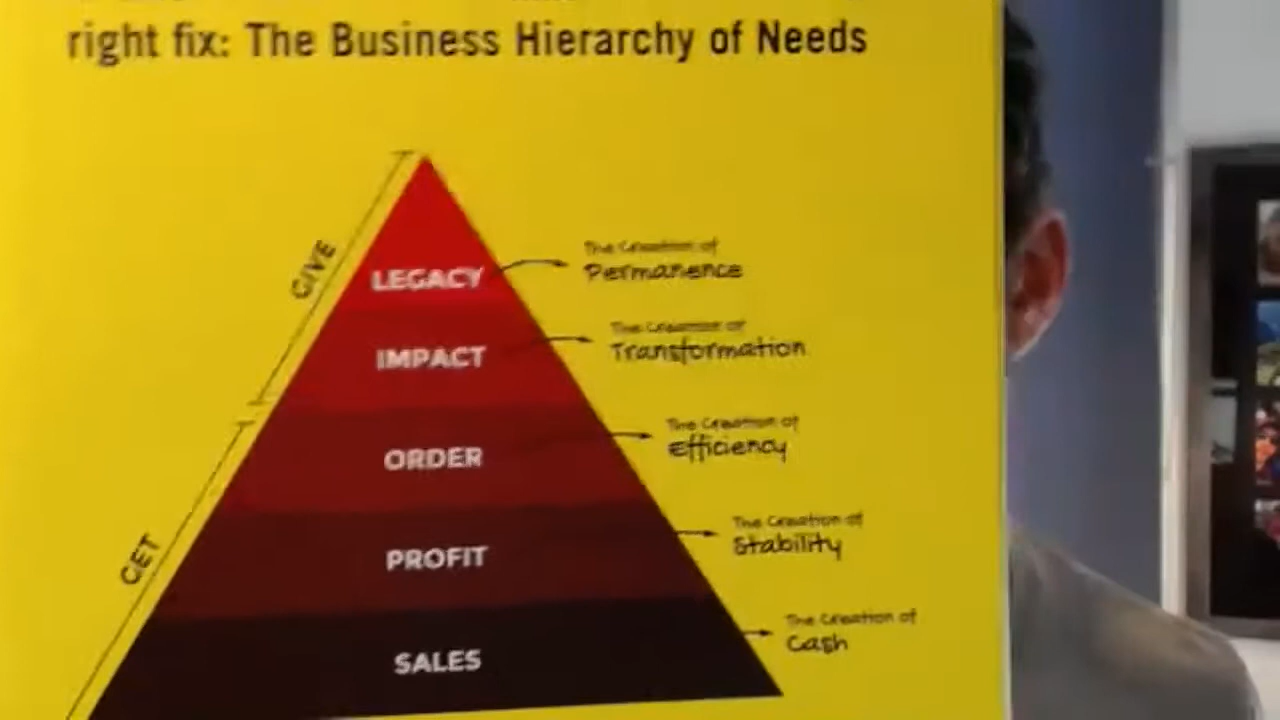 right fix: The Business Hierarchy of Needs
GIVE
LEGACY
The Creation of
Permanence
IMPACT
The Creation of
Transformation
ORDER
The Creation of
Efficiency
GET
PROFIT
The Creation of
Stability
SALES
The Creation of
Cash